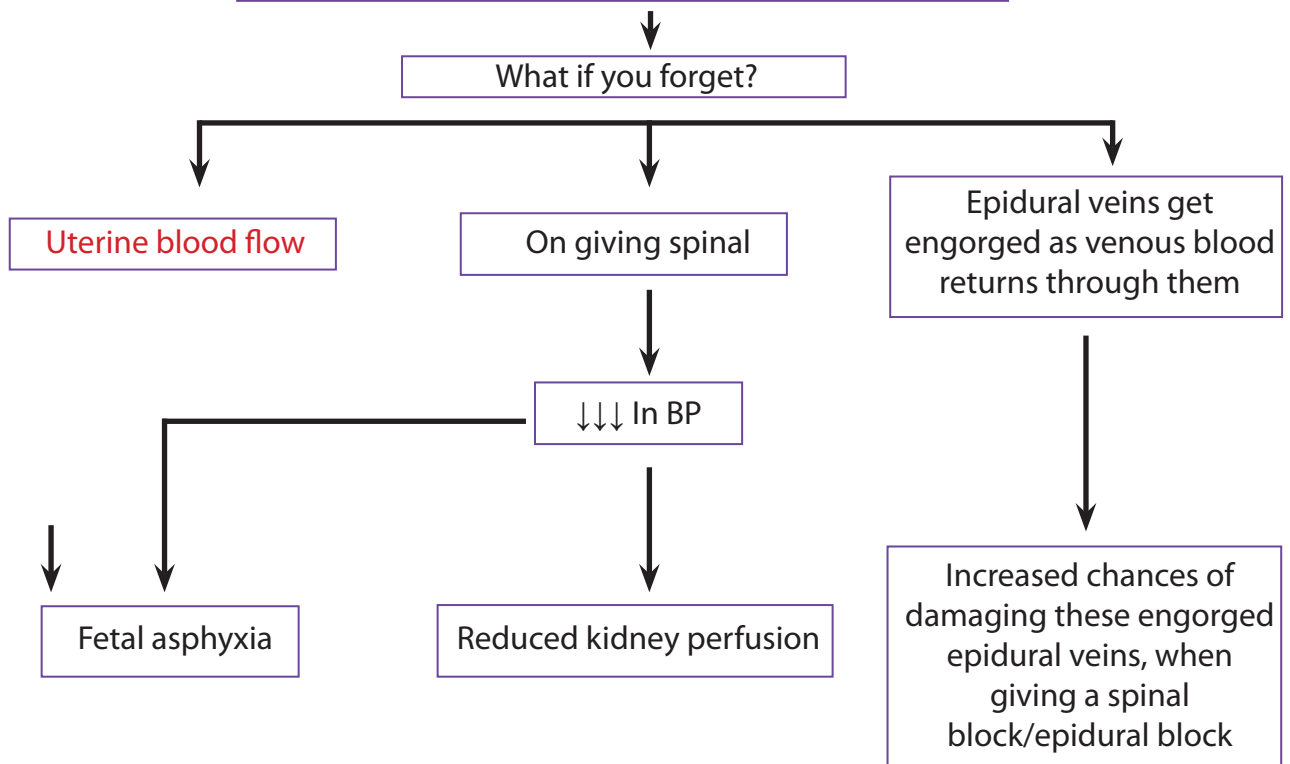 What if you forget?
Uterine blood flow
On giving spinal
Epidural veins get
engorged as venous blood
returns through them
↓↓↓ In BP
Fetal asphyxia
Reduced kidney perfusion
Increased chances of
damaging these engorged
epidural veins, when
giving a spinal
block/epidural block